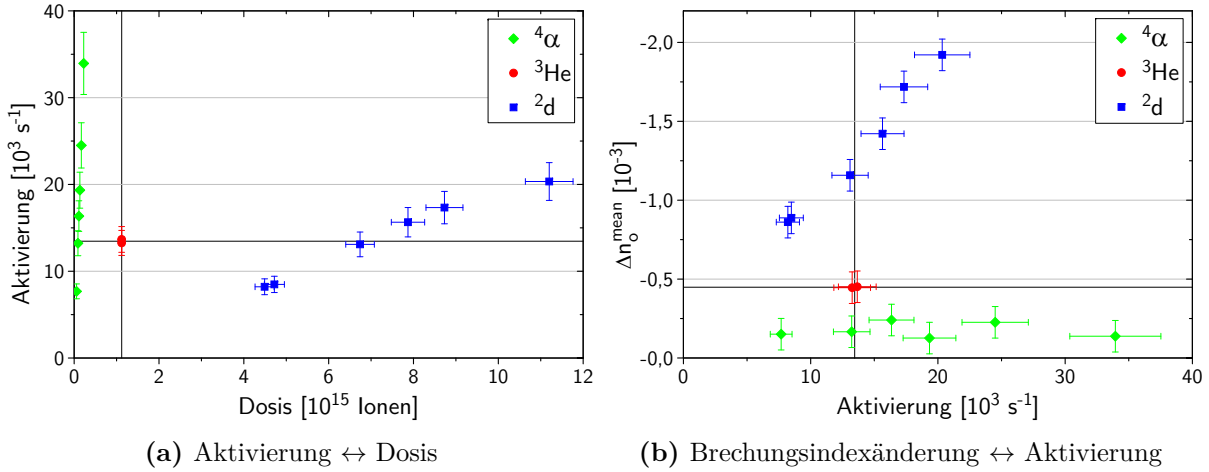 40
30
20
10
0
0 2 4 6 8 10 12
Aktivierung [10³ s⁻¹]
Dosis [10¹⁵ Ionen]
⁴α
³He
²d
(a) Aktivierung ↔ Dosis
-2,0
-1,5
-1,0
-0,5
-0,0
0 10 20 30 40
Δnₒᵐᵉᵃⁿ [10⁻³]
Aktivierung [10³ s⁻¹]
⁴α
³He
²d
(b) Brechungsindexänderung ↔ Aktivierung